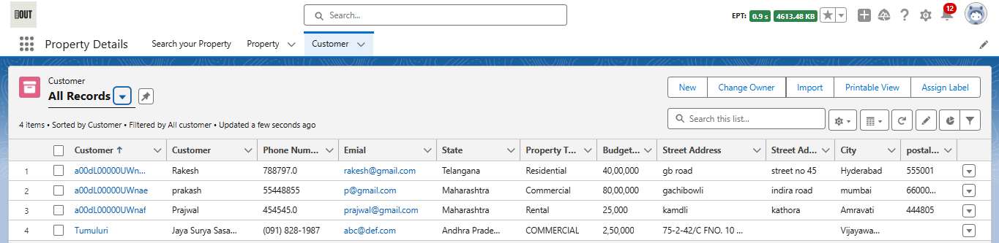 OUT
Search...
EPT: 0.9 s 4613.48 KB
12
Property Details Search your Property Property Customer
Customer
All Records
New Change Owner Import Printable View Assign Label
4 items • Sorted by Customer • Filtered by All customer • Updated a few seconds ago
Search this list...
Customer ↑ Customer Phone Num... Emial State Property T... Budget... Street Address Street Ad... City postal...
1 a00dL00000UWn... Rakesh 788797.0 rakesh@gmail.com Telangana Residential 40,00,000 gb road street no 45 Hyderabad 555001
2 a00dL00000UWnae prakash 55448855 p@gmail.com Maharashtra Commercial 80,00,000 gachibowli indira road mumbai 66000...
3 a00dL00000UWnaf Prajwal 454545.0 prajwal@gmail.com Maharashtra Rental 25,000 kamdli kathora Amravati 444805
4 Tumuluri Jaya Surya Sasa... (091) 828-1987 abc@def.com Andhra Prade... COMMERCIAL 2,50,000 75-2-42/C FNO. 10 ... Vijayawa...